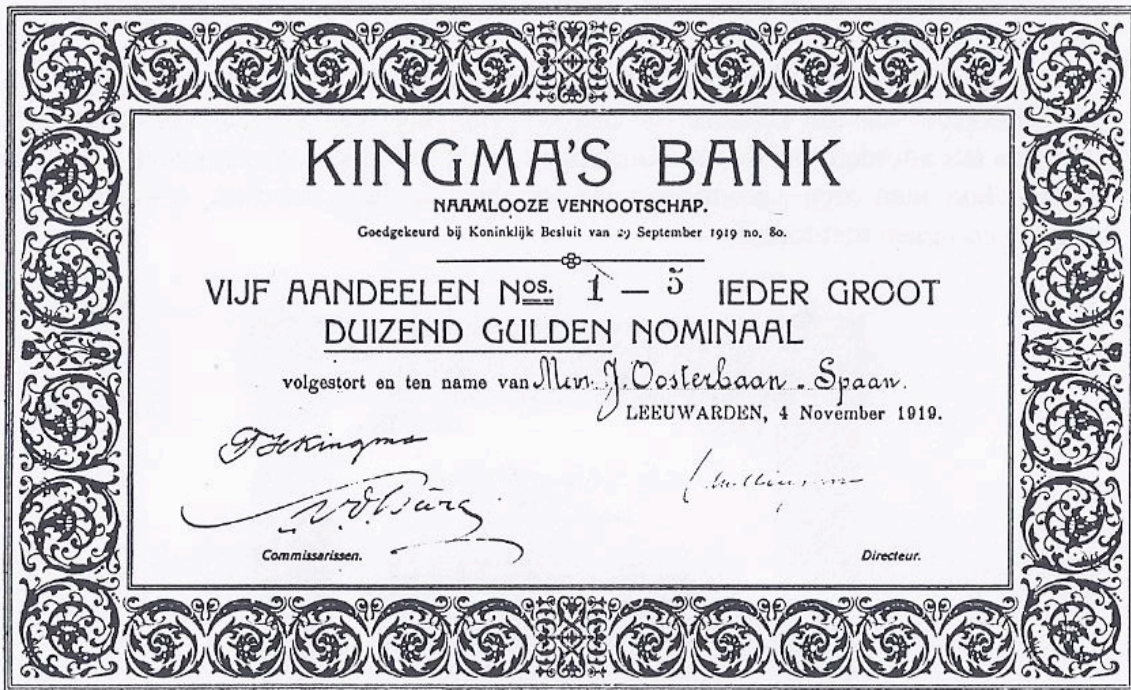 KINGMA'S BANK
NAAMLOOZE VENNOOTSCHAP.
Goedgekeurd bij Koninklijk Besluit van 29 September 1919 no. 80.
VIJF AANDEELEN Nos. 1 — 5 IEDER GROOT
DUIZEND GULDEN NOMINAAL
volgestort en ten name van Mevr. J. Oosterbaan - Spaan.
LEEUWARDEN, 4 November 1919.
Kingma
v.d. Burg
Commissarissen.
Directeur.